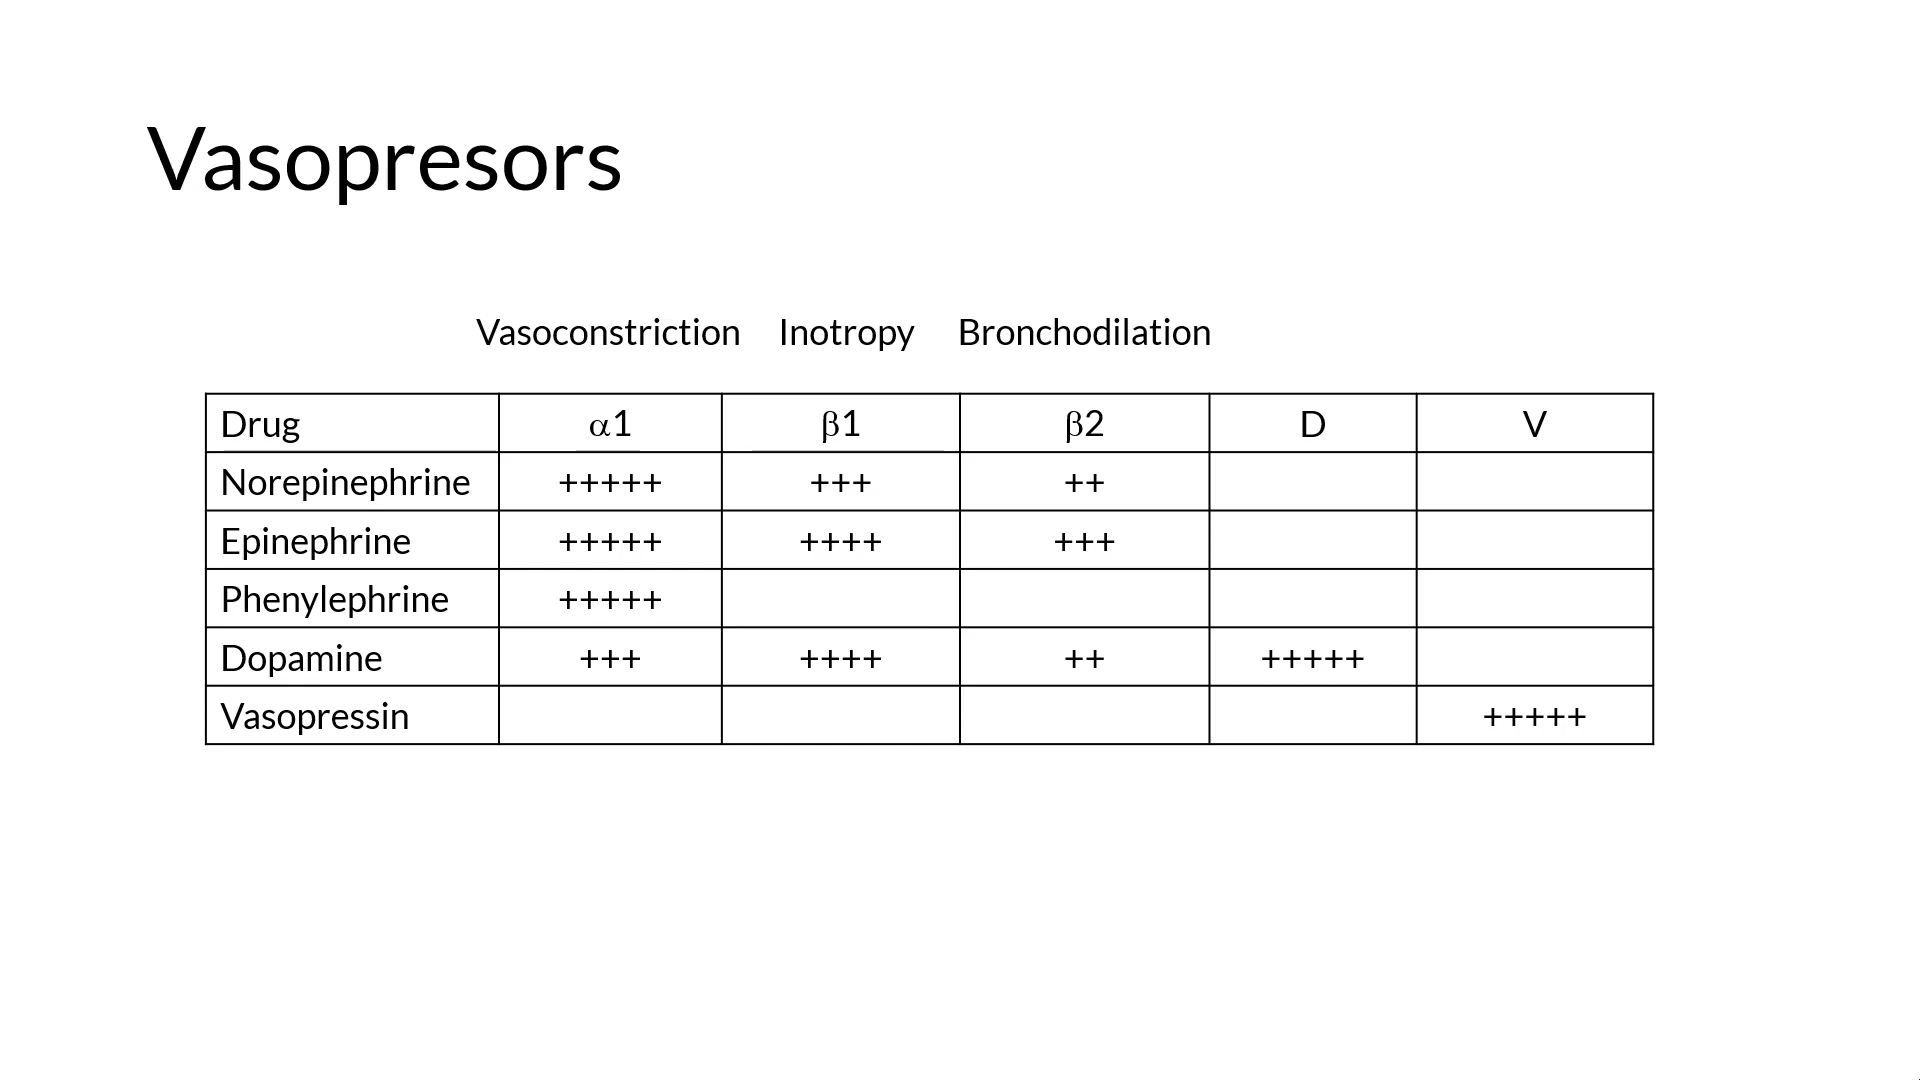 Vasopresors
Vasoconstriction Inotropy Bronchodilation
Drug α1 β1 β2 D V
Norepinephrine +++++ +++ ++
Epinephrine +++++ ++++ +++
Phenylephrine +++++
Dopamine +++ ++++ ++ +++++
Vasopressin +++++